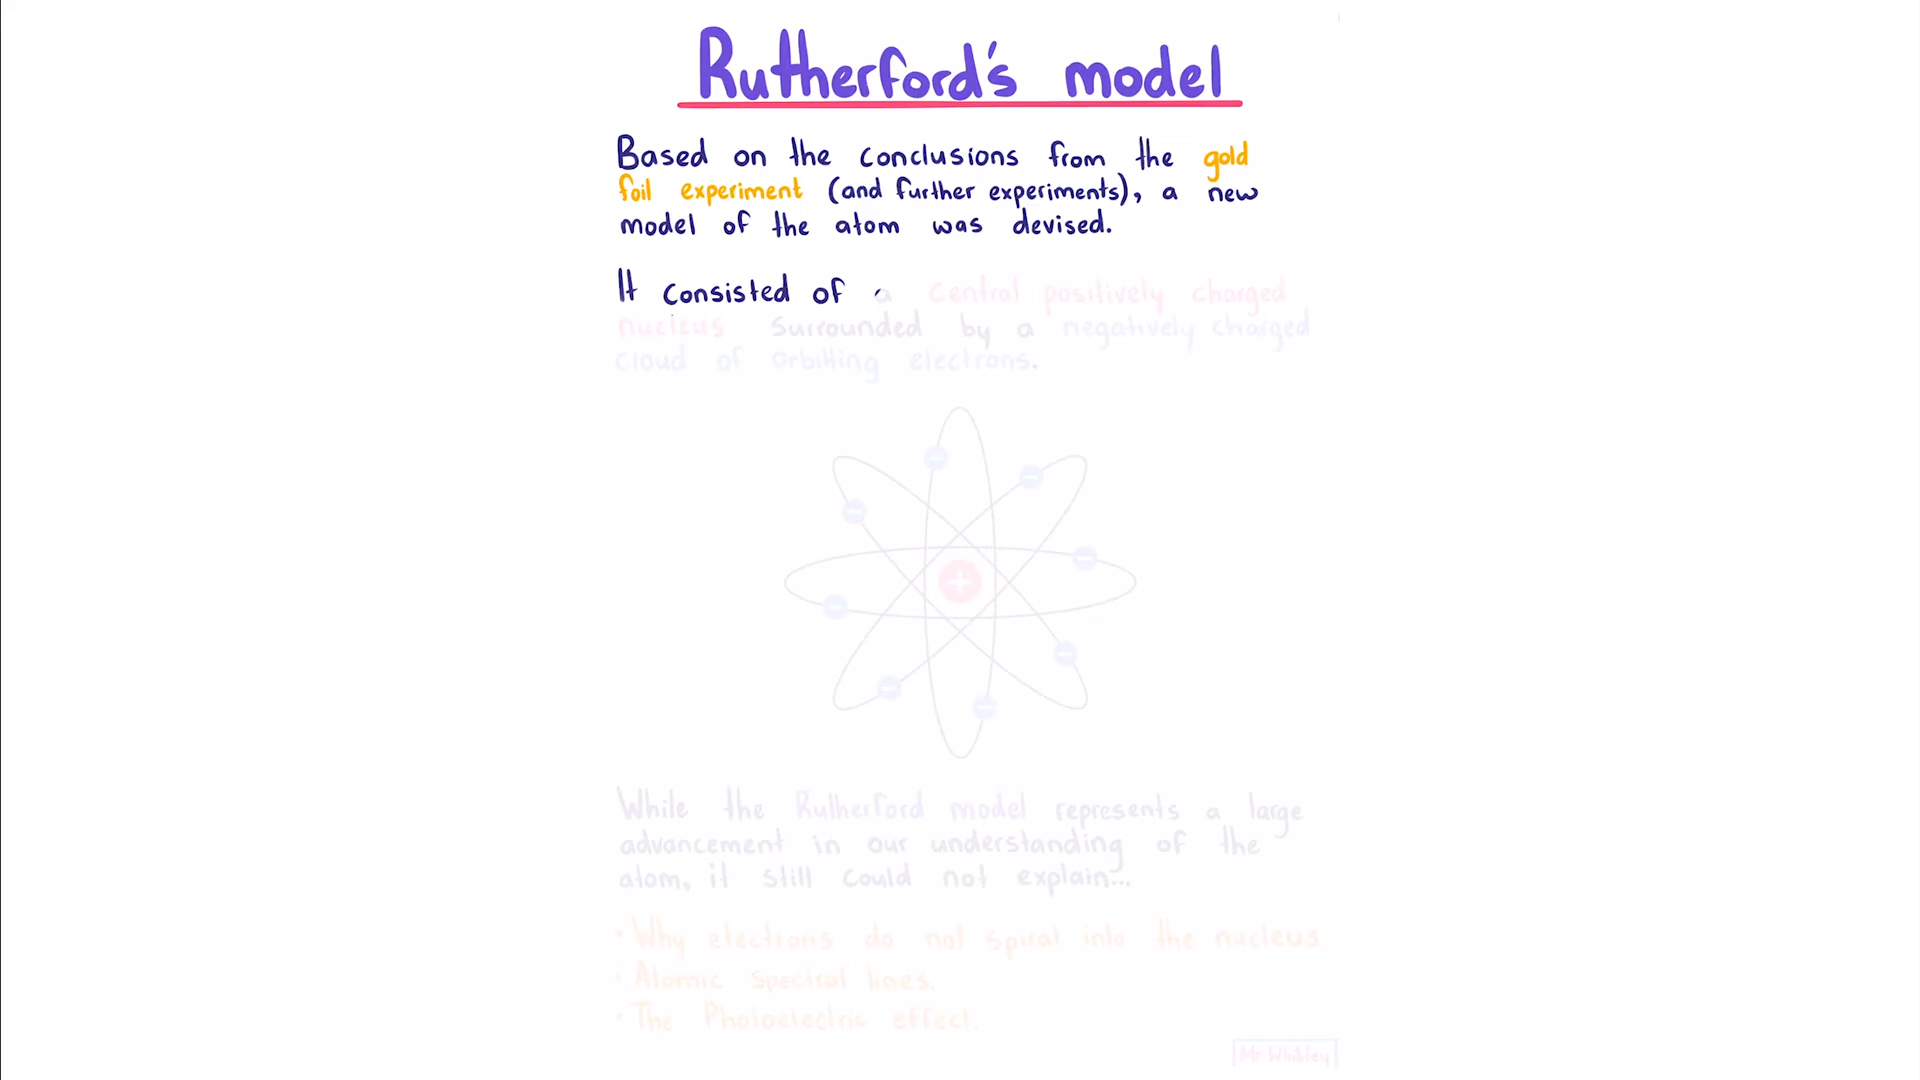 Rutherford's model
Based on the conclusions from the gold
foil experiment (and further experiments), a new
model of the atom was devised.
It consisted of a central positively charged
nucleus surrounded by a negatively charged
cloud of orbitting electrons.
While the Rutherford model represents a large
advancement in our understanding of the
atom, it still could not explain...
• Why electrons do not spiral into the nucleus
• Atomic spectral lines.
• The Photoelectric effect.